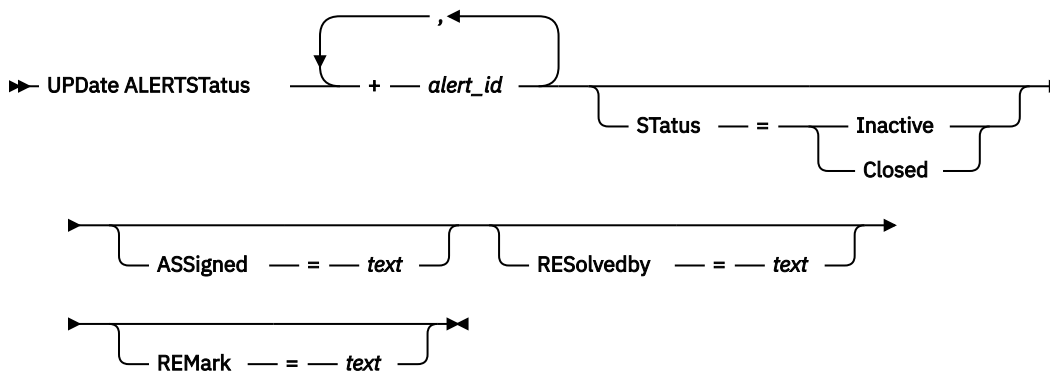 ,
UPDate ALERTSTatus + alert_id
STatus = Inactive
Closed
ASSigned = text RESolvedby = text
REMark = text